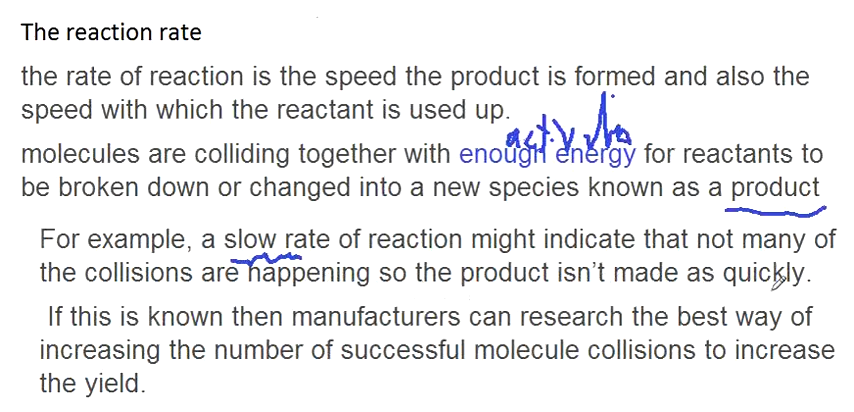 The reaction rate
the rate of reaction is the speed the product is formed and also the
speed with which the reactant is used up.
molecules are colliding together with enough energy for reactants to
be broken down or changed into a new species known as a product
For example, a slow rate of reaction might indicate that not many of
the collisions are happening so the product isn't made as quickly.
If this is known then manufacturers can research the best way of
increasing the number of successful molecule collisions to increase
the yield.